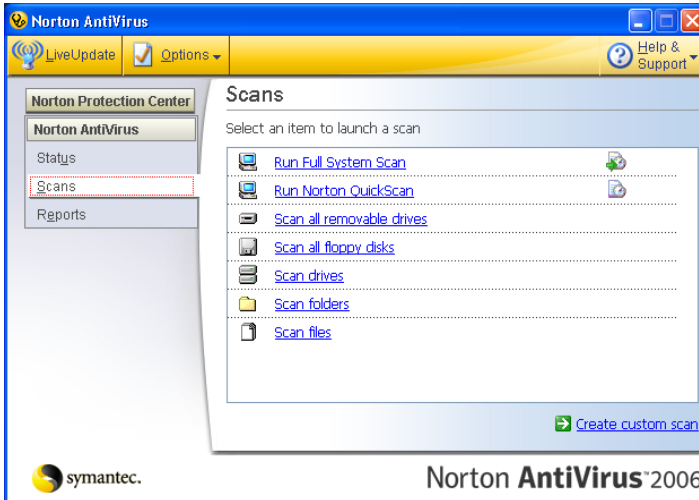 Norton AntiVirus
LiveUpdate
Options
Help &
Support
Norton Protection Center
Norton AntiVirus
Status
Scans
Reports
Scans
Select an item to launch a scan
Run Full System Scan
Run Norton QuickScan
Scan all removable drives
Scan all floppy disks
Scan drives
Scan folders
Scan files
Create custom scan
symantec.
Norton AntiVirus™2006